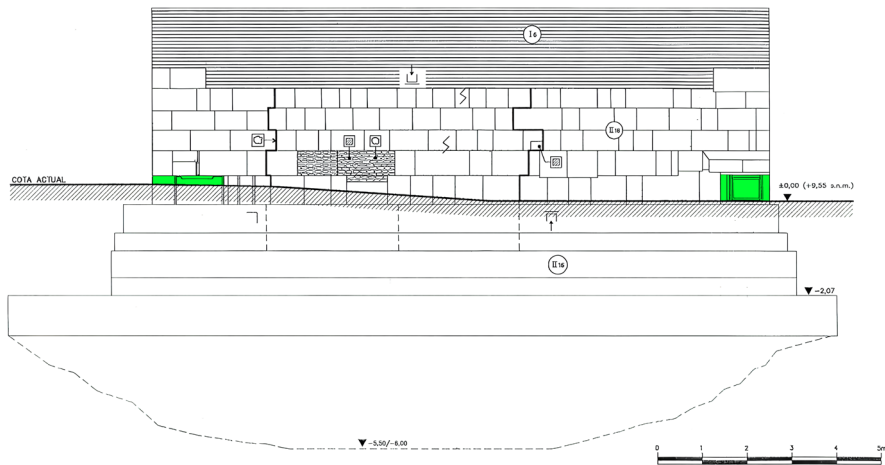 I6
II18
COTA ACTUAL
±0,00 (+9,55 s.n.m.)
II16
-2,07
-5,50/-6,00
0 1 2 3 4 5m